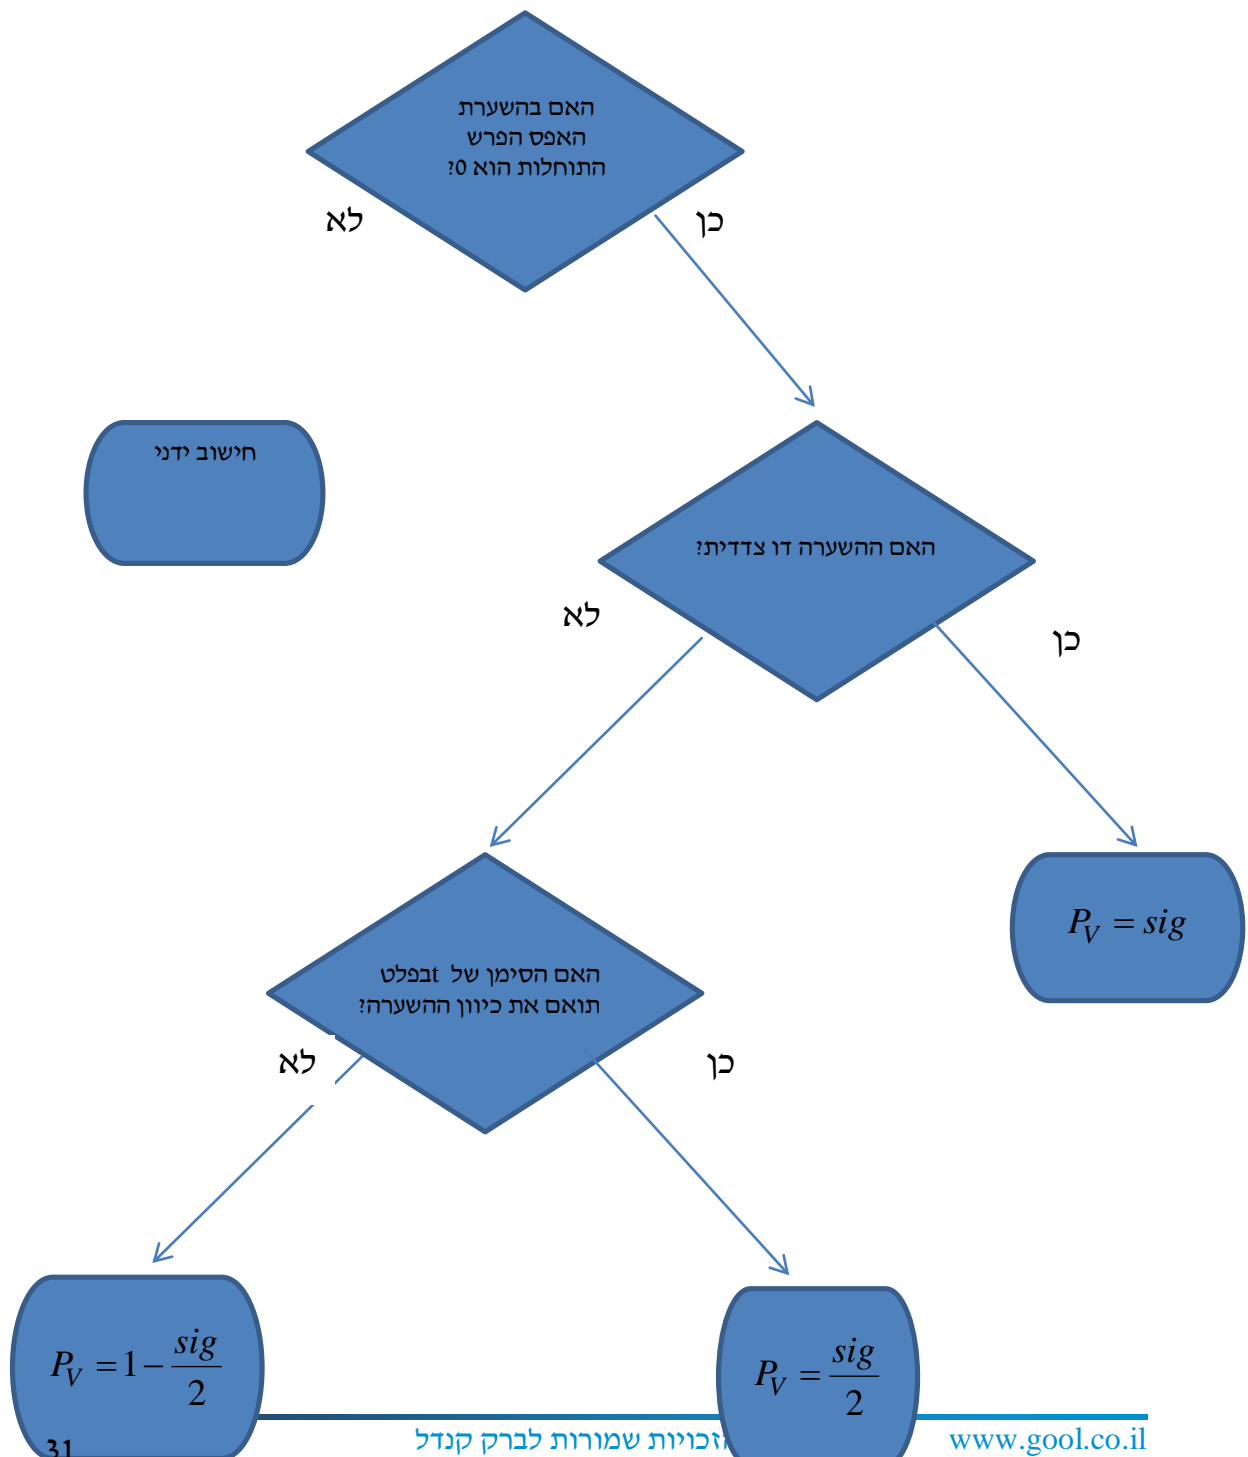 האם בהשערת
האפס הפרש
התוחלות הוא 0?
לא
כן
חישוב ידני
האם ההשערה דו צדדית?
לא
כן
P_V = sig
האם הסימן של t בפלט
תואם את כיוון ההשערה?
לא
כן
P_V = 1 - sig/2
P_V = sig/2
31
זכויות שמורות לברק קנדל
www.gool.co.il